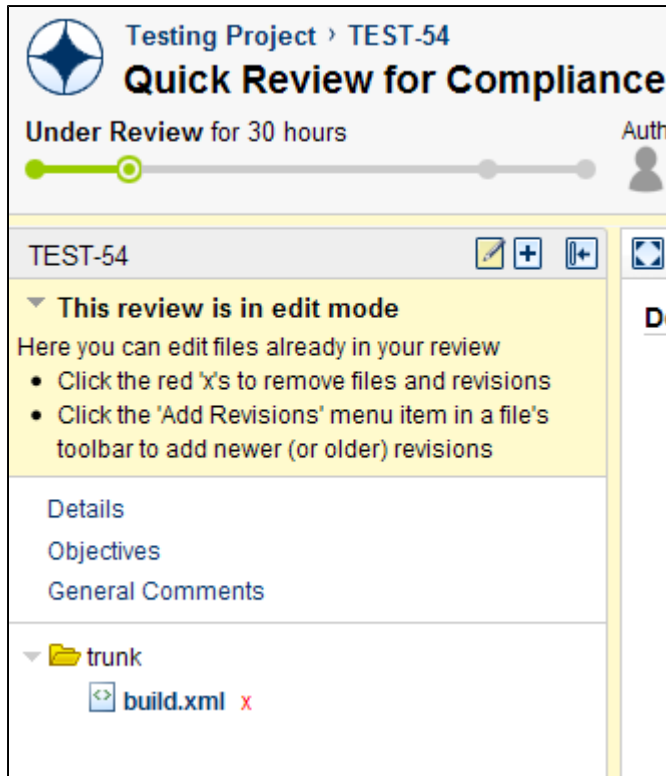 Testing Project › TEST-54
Quick Review for Compliance
Under Review for 30 hours
Auth
TEST-54
This review is in edit mode
Here you can edit files already in your review
• Click the red 'x's to remove files and revisions
• Click the 'Add Revisions' menu item in a file's
toolbar to add newer (or older) revisions
Details
Objectives
General Comments
trunk
build.xml x